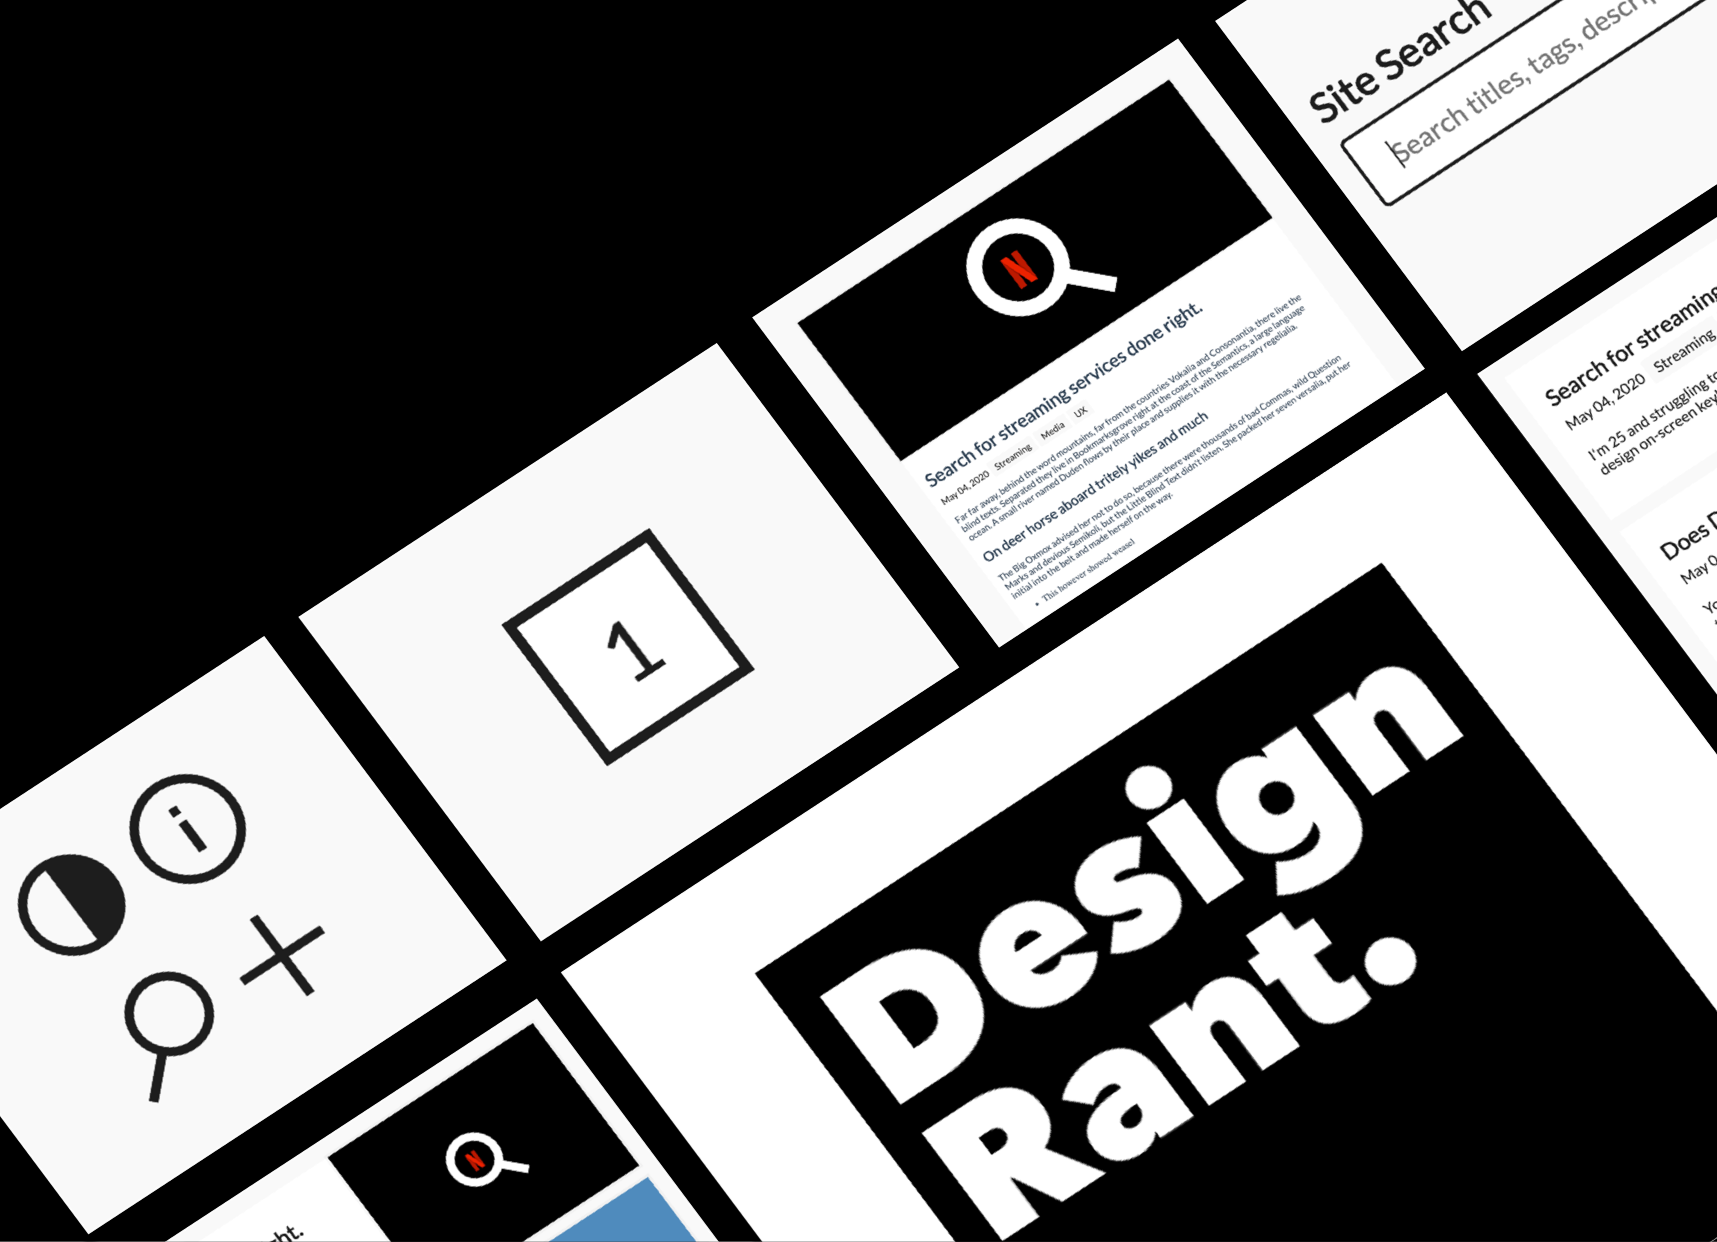 Site Search
Search titles, tags, descrip
N
Search for streaming services done right.
May 04, 2020 Streaming Media UX
Far far away, behind the word mountains, far from the countries Vokalia and Consonantia, there live the
blind texts. Separated they live in Bookmarksgrove right at the coast of the Semantics, a large language
ocean. A small river named Duden flows by their place and supplies it with the necessary regelialia.
On deer horse aboard tritely yikes and much
The Big Oxmox advised her not to do so, because there were thousands of bad Commas, wild Question
Marks and devious Semikoli, but the Little Blind Text didn't listen. She packed her seven versalia, put her
initial into the belt and made herself on the way.
• This however showed weasel
Search for streaming
May 04, 2020 Streaming
I'm 25 and struggling to
design on-screen key
Does D
May 0
Yo
1
i
Design
Rant.
N
ht.